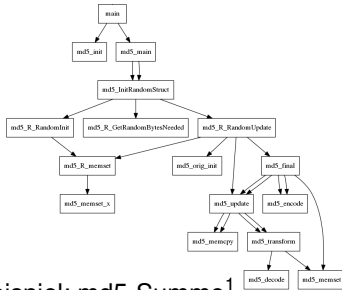 main
md5_init md5_main
md5_InitRandomStruct
md5_R_RandomInit md5_R_GetRandomBytesNeeded md5_R_RandomUpdate
md5_R_memset md5_orig_init md5_final
md5_memset_x md5_update md5_encode
md5_memcpy md5_transform
md5_decode md5_memset
md5-Summe¹